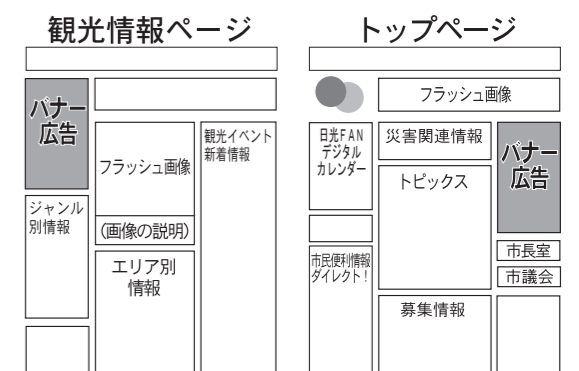 観光情報ページ
バナー
広告
フラッシュ画像
(画像の説明)
観光イベント
新着情報
ジャンル
別情報
エリア別
情報
トップページ
フラッシュ画像
日光FAN
デジタル
カレンダー
災害関連情報
トピックス
バナー
広告
市民便利情報
ダイレクト!
市長室
市議会
募集情報